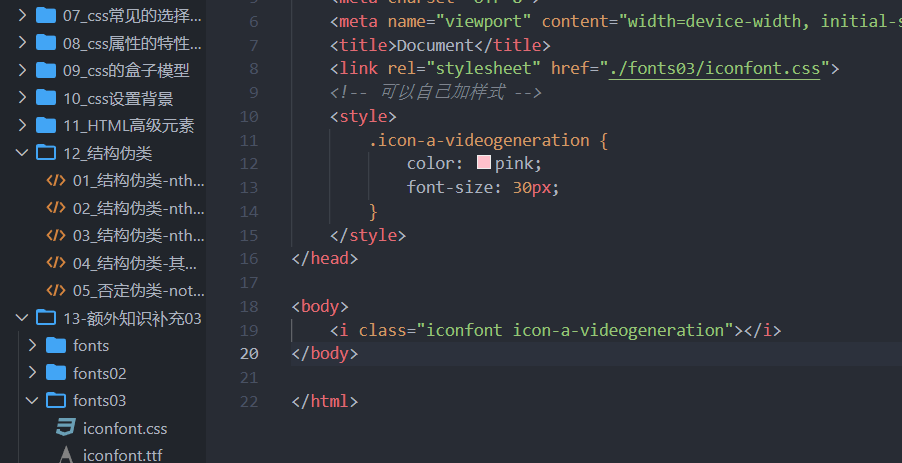 07_css常见的选择...
08_css属性的特性...
09_css的盒子模型
10_css设置背景
11_HTML高级元素
12_结构伪类
01_结构伪类-nth...
02_结构伪类-nth...
03_结构伪类-nth...
04_结构伪类-其...
05_否定伪类-not...
13-额外知识补充03
fonts
fonts02
fonts03
iconfont.css
iconfont.ttf
6 <meta name="viewport" content="width=device-width, initial-s
7 <title>Document</title>
8 <link rel="stylesheet" href="./fonts03/iconfont.css">
9 <!-- 可以自己加样式 -->
10 <style>
11 .icon-a-videogeneration {
12 color: pink;
13 font-size: 30px;
14 }
15 </style>
16 </head>
17
18 <body>
19 <i class="iconfont icon-a-videogeneration"></i>
20 </body>
21
22 </html>